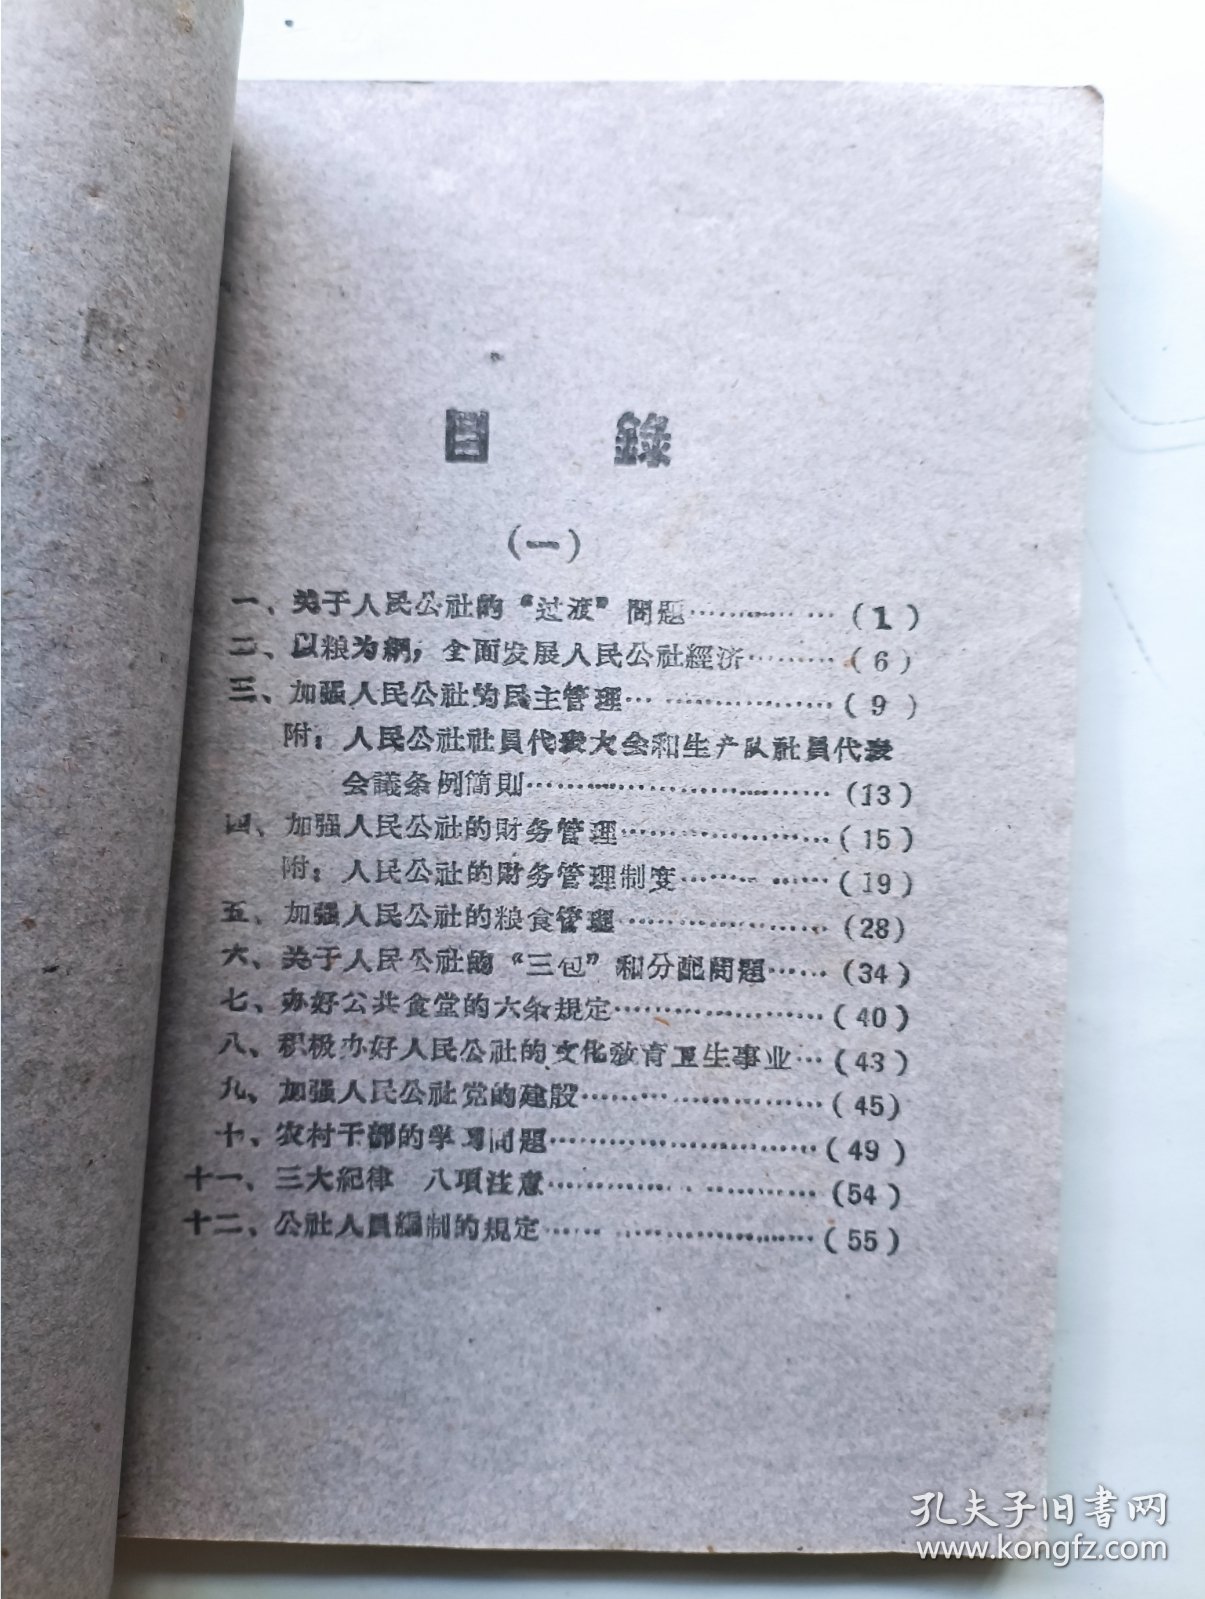 目 錄
(一)
一、关于人民公社的“过渡”問題…………(1)
二、以粮为綱，全面发展人民公社經济………(6)
三、加强人民公社的民主管理…………………(9)
附：人民公社社員代表大会和生产队社員代表
会議条例簡則……………………………(13)
四、加强人民公社的財务管理…………………(15)
附：人民公社的財务管理制度……………(19)
五、加强人民公社的粮食管理…………………(28)
六、关于人民公社的“三包”和分配問題……(34)
七、办好公共食堂的六条規定…………………(40)
八、积极办好人民公社的文化敎育卫生事业…(43)
九、加强人民公社党的建設……………………(45)
十、农村干部的学习問題………………………(49)
十一、三大紀律 八項注意……………………(54)
十二、公社人員編制的規定……………………(55)
孔夫子旧书网
www.kongfz.com